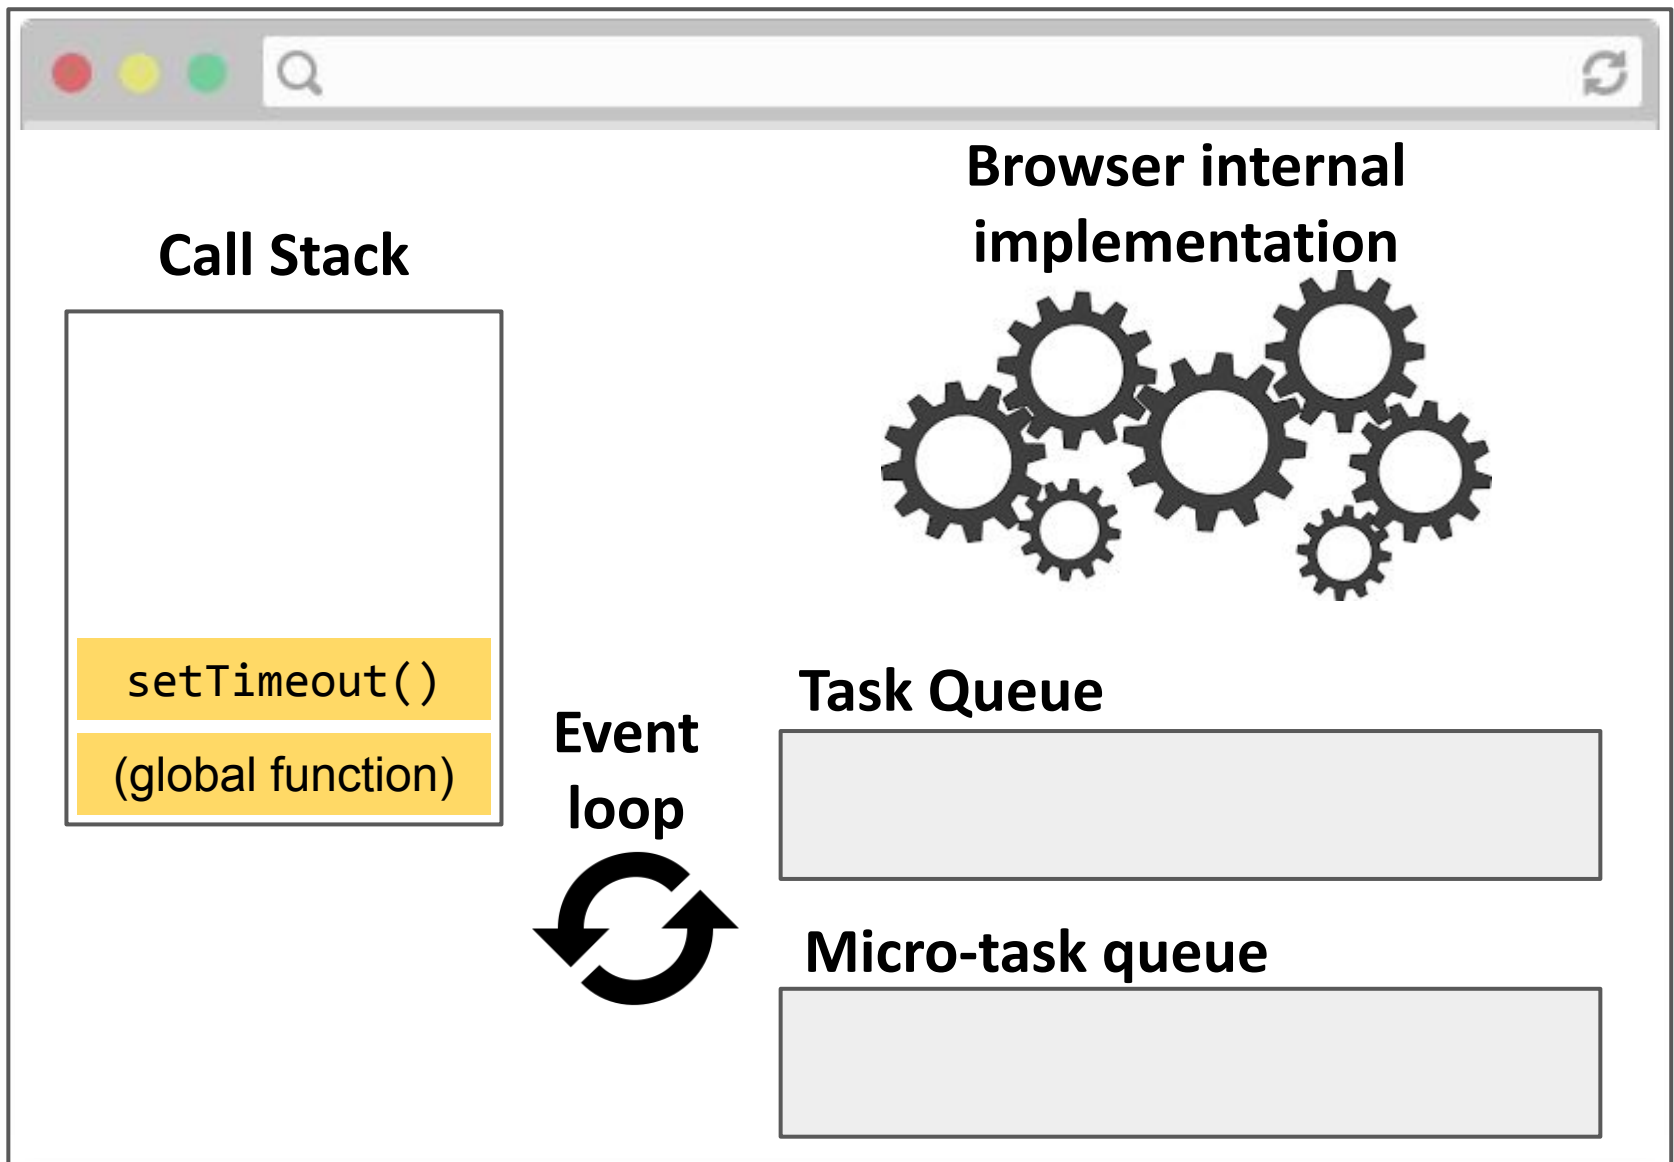 Browser internal
implementation
Call Stack
setTimeout()
(global function)
Event
loop
Task Queue
Micro-task queue